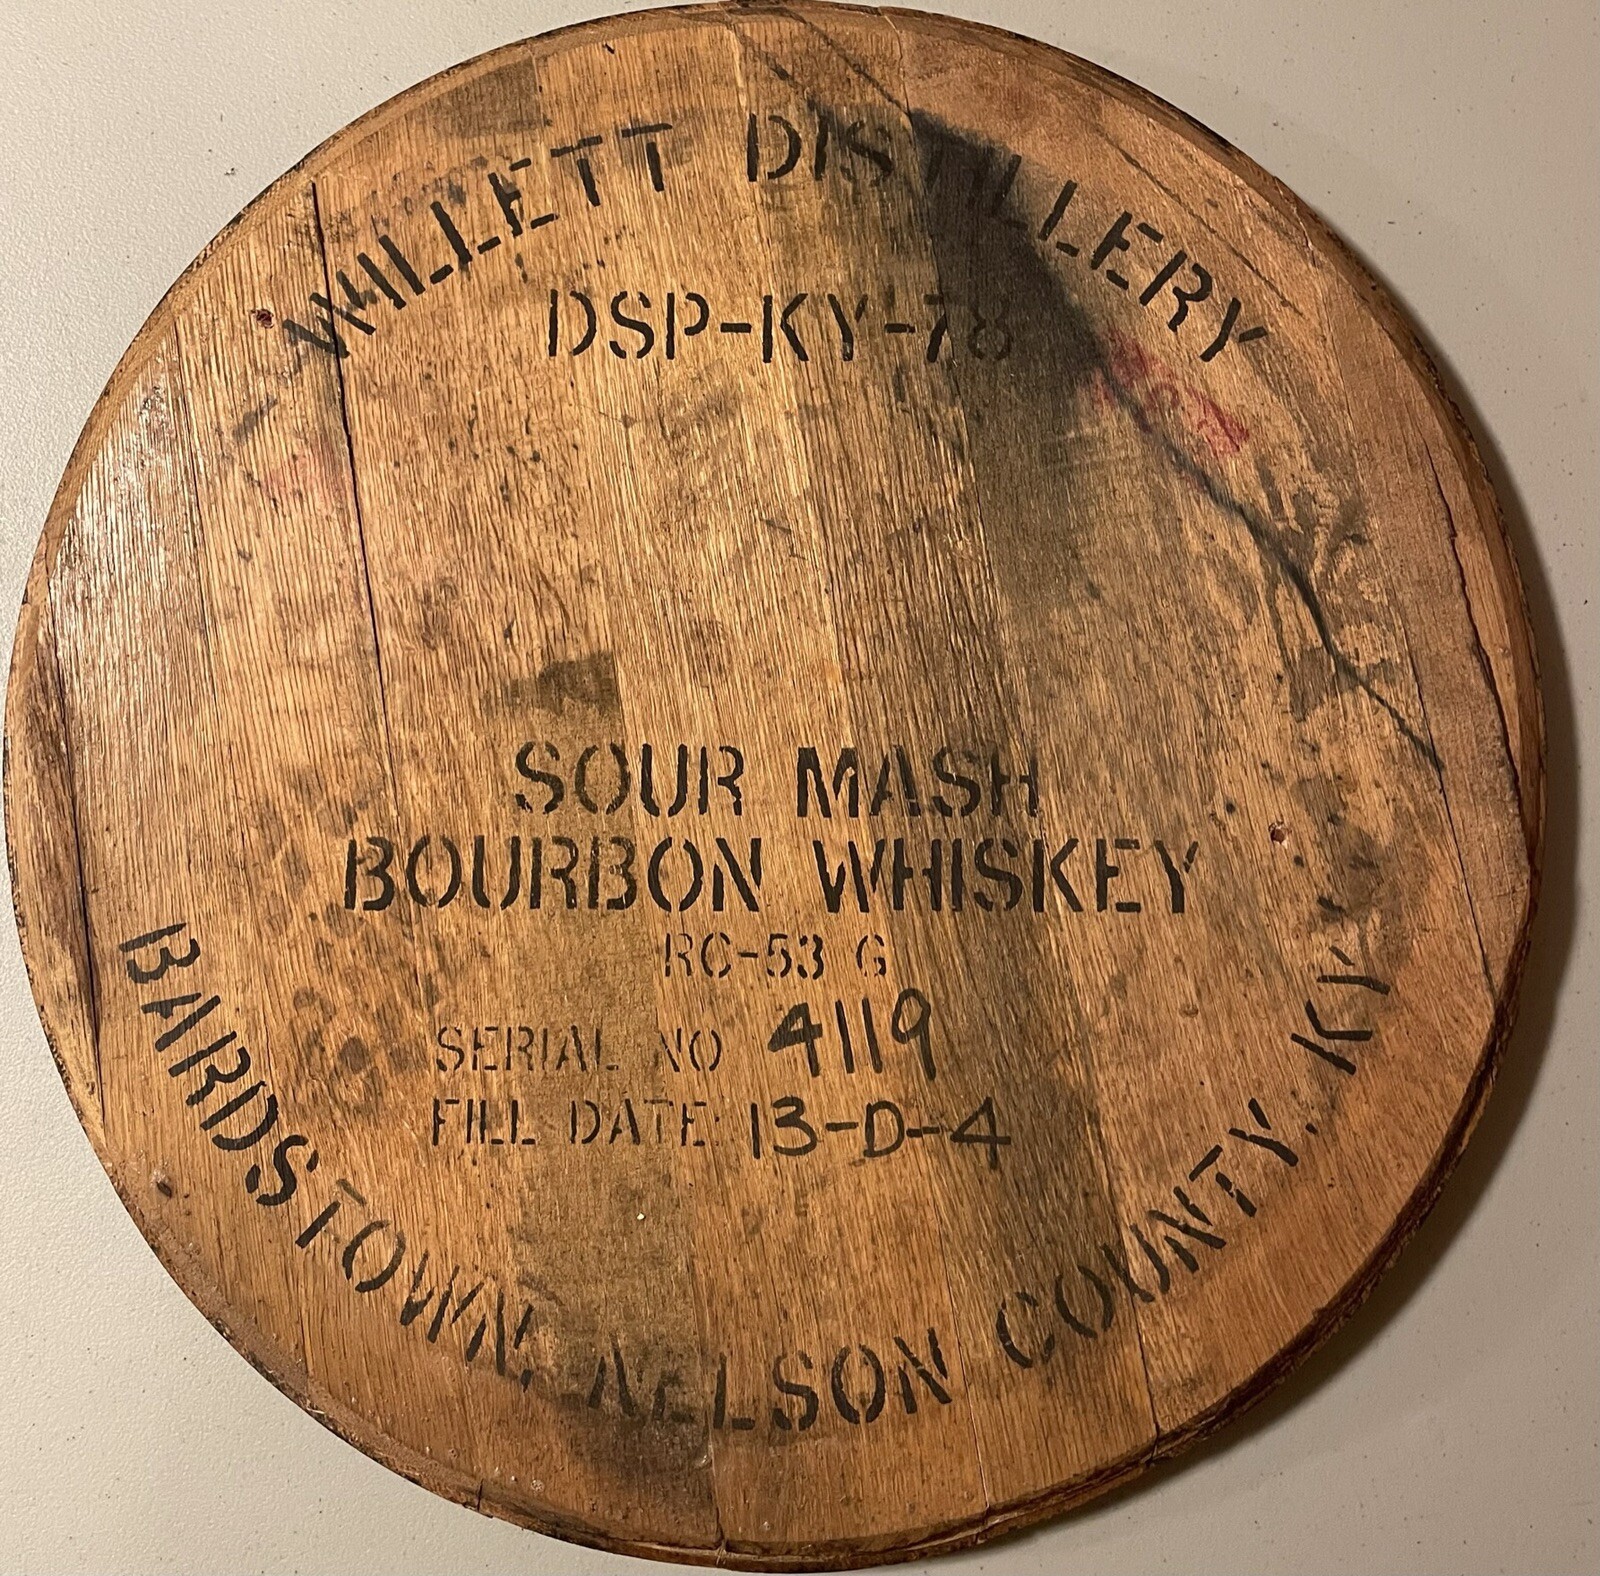 WILLETT DISTILLERY
DSP-KY-78
SOUR MASH
BOURBON WHISKEY
RC-53 G
SERIAL NO 4119
FILL DATE: 13-D-4
BARDSTOWN, NELSON COUNTY, KY.